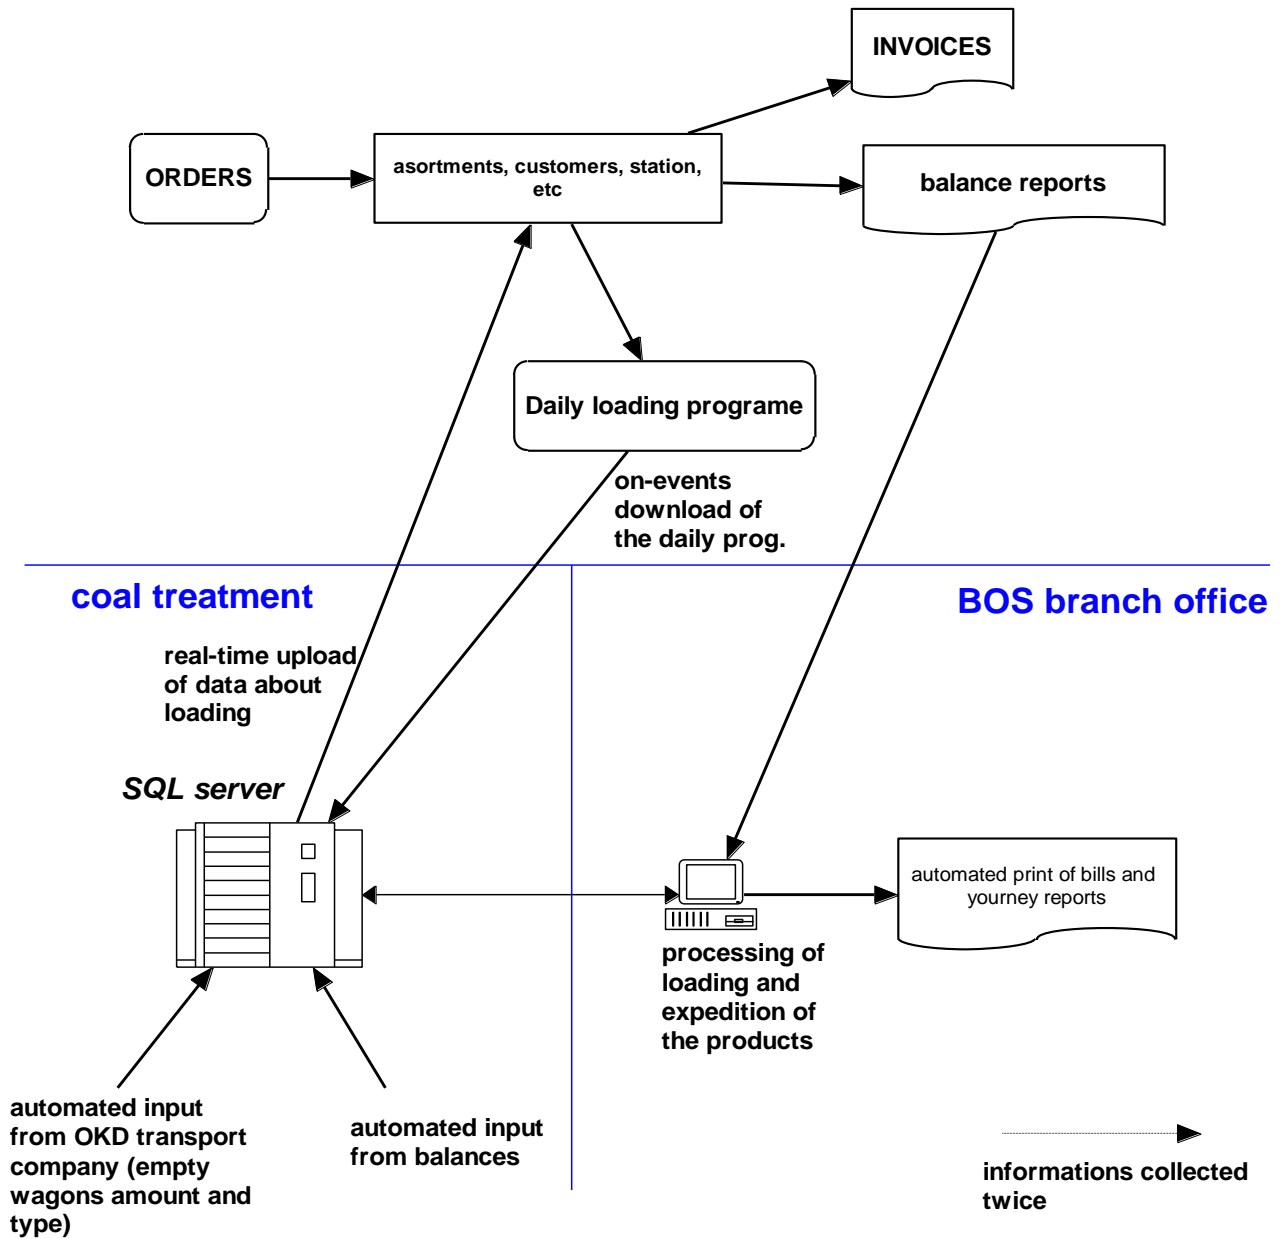 INVOICES
ORDERS
asortments, customers, station,
etc
balance reports
Daily loading programe
on-events
download of
the daily prog.
coal treatment
BOS branch office
real-time upload
of data about
loading
SQL server
automated print of bills and
yourney reports
processing of
loading and
expedition of
the products
automated input
from OKD transport
company (empty
wagons amount and
type)
automated input
from balances
informations collected
twice